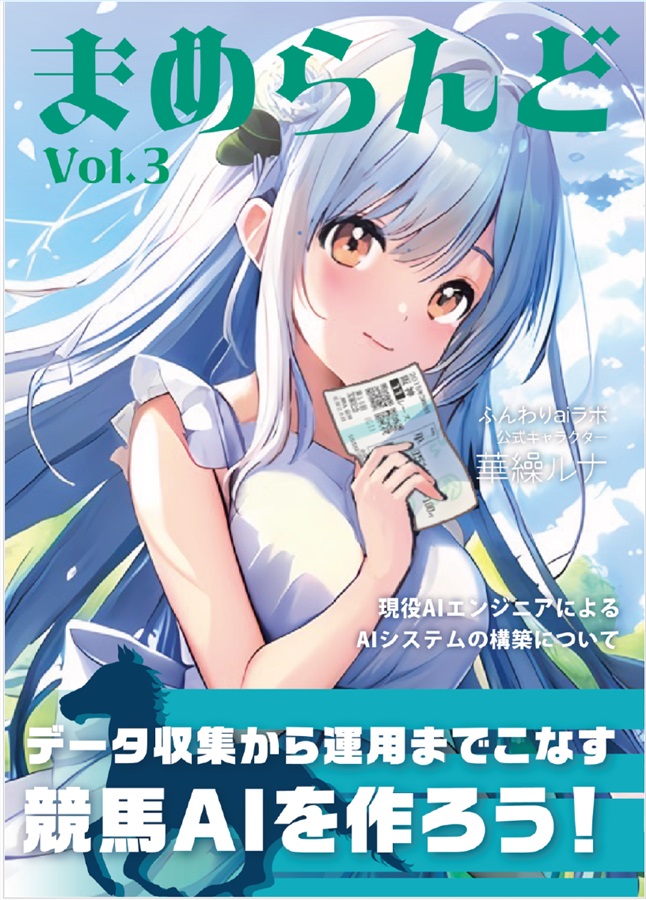 まめらんど
Vol.3
ふんわりaiラボ
公式キャラクター
華繰ルナ
現役AIエンジニアによる
AIシステムの構築について
データ収集から運用までこなす
競馬AIを作ろう!